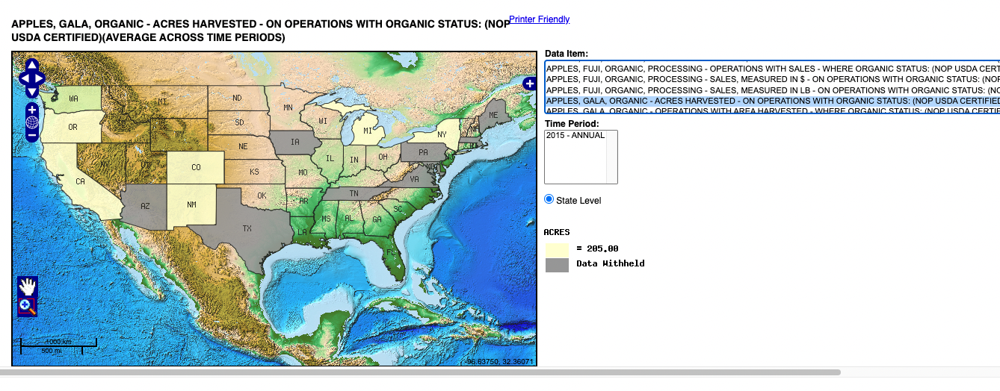 APPLES, GALA, ORGANIC - ACRES HARVESTED - ON OPERATIONS WITH ORGANIC STATUS: (NOP
USDA CERTIFIED)(AVERAGE ACROSS TIME PERIODS)
Printer Friendly
WA
MT
ND
MN
ME
OR
SD
WI
MI
NY
WY
IA
NE
PA
IL
IN
OH
CO
CA
KS
MO
VA
AZ
NM
OK
AR
TN
TX
MS
AL
GA
SC
LA
FL
1000 km
500 mi
-96.63750, 32.36071
Data Item:
APPLES, FUJI, ORGANIC, PROCESSING - OPERATIONS WITH SALES - WHERE ORGANIC STATUS: (NOP USDA CERT
APPLES, FUJI, ORGANIC, PROCESSING - SALES, MEASURED IN $ - ON OPERATIONS WITH ORGANIC STATUS: (NOP
APPLES, FUJI, ORGANIC, PROCESSING - SALES, MEASURED IN LB - ON OPERATIONS WITH ORGANIC STATUS: (NO
APPLES, GALA, ORGANIC - ACRES HARVESTED - ON OPERATIONS WITH ORGANIC STATUS: (NOP USDA CERTIFIED
APPLES, GALA, ORGANIC - OPERATIONS WITH AREA HARVESTED - WHERE ORGANIC STATUS: (NOP USDA CERTIF
Time Period:
2015 - ANNUAL
State Level
ACRES
= 205.00
Data Withheld